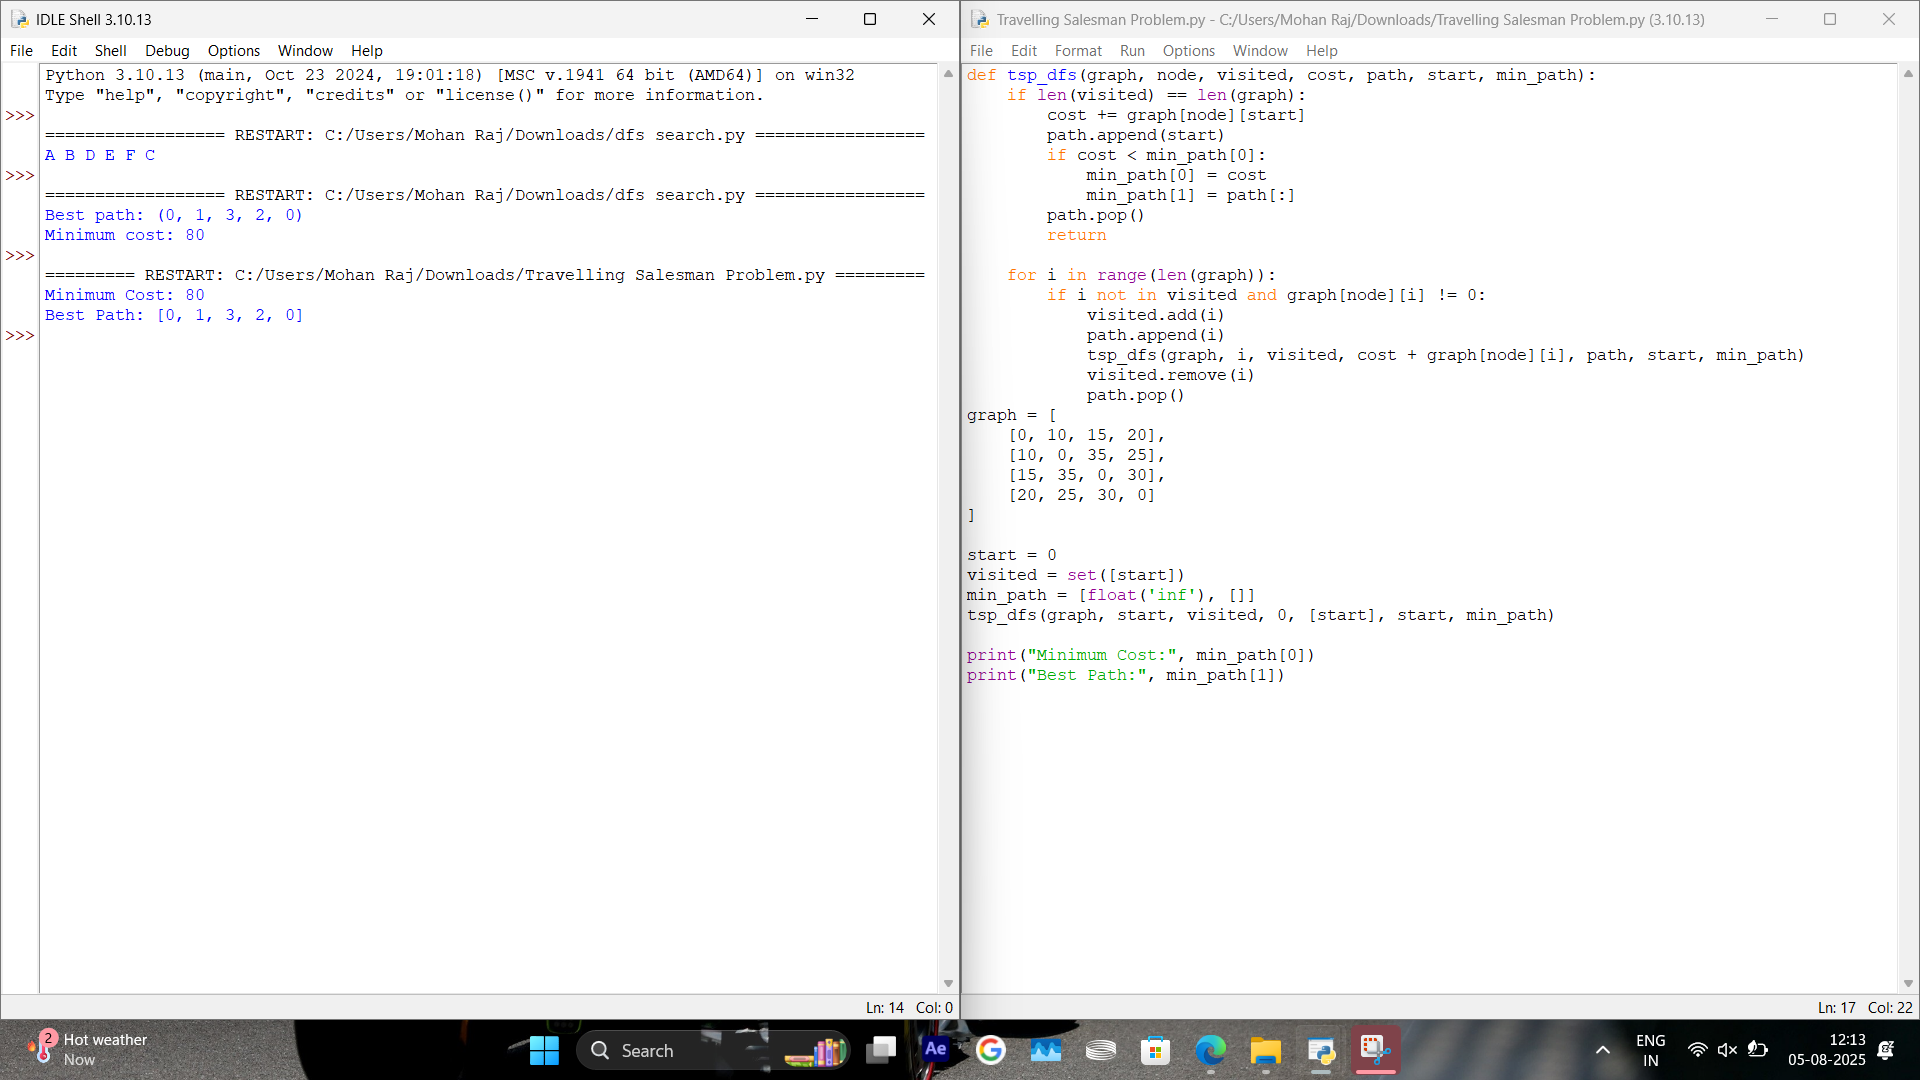 IDLE Shell 3.10.13
File Edit Shell Debug Options Window Help
Python 3.10.13 (main, Oct 23 2024, 19:01:18) [MSC v.1941 64 bit (AMD64)] on win32
Type "help", "copyright", "credits" or "license()" for more information.
>>>
================== RESTART: C:/Users/Mohan Raj/Downloads/dfs search.py =================
A B D E F C
>>>
================== RESTART: C:/Users/Mohan Raj/Downloads/dfs search.py =================
Best path: (0, 1, 3, 2, 0)
Minimum cost: 80
>>>
========= RESTART: C:/Users/Mohan Raj/Downloads/Travelling Salesman Problem.py =========
Minimum Cost: 80
Best Path: [0, 1, 3, 2, 0]
>>>
Ln: 14 Col: 0
Travelling Salesman Problem.py - C:/Users/Mohan Raj/Downloads/Travelling Salesman Problem.py (3.10.13)
File Edit Format Run Options Window Help
def tsp_dfs(graph, node, visited, cost, path, start, min_path):
    if len(visited) == len(graph):
        cost += graph[node][start]
        path.append(start)
        if cost < min_path[0]:
            min_path[0] = cost
            min_path[1] = path[:]
        path.pop()
        return
    for i in range(len(graph)):
        if i not in visited and graph[node][i] != 0:
            visited.add(i)
            path.append(i)
            tsp_dfs(graph, i, visited, cost + graph[node][i], path, start, min_path)
            visited.remove(i)
            path.pop()
graph = [
    [0, 10, 15, 20],
    [10, 0, 35, 25],
    [15, 35, 0, 30],
    [20, 25, 30, 0]
]
start = 0
visited = set([start])
min_path = [float('inf'), []]
tsp_dfs(graph, start, visited, 0, [start], start, min_path)
print("Minimum Cost:", min_path[0])
print("Best Path:", min_path[1])
Ln: 17 Col: 22
2
Hot weather
Now
Search
Ae
ENG
IN
12:13
05-08-2025